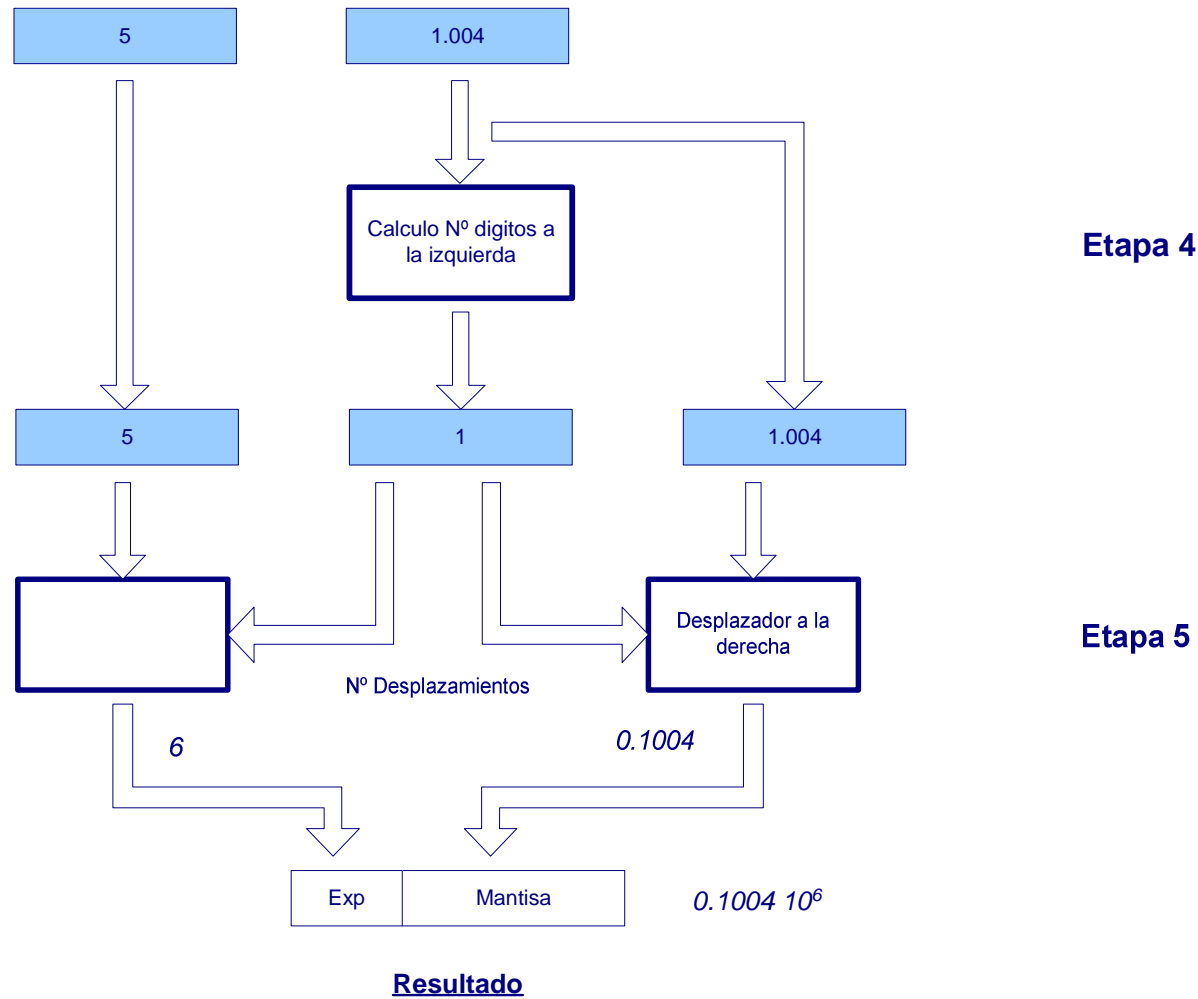 5
1.004
Calculo Nº digitos a
la izquierda
Etapa 4
5
1
1.004
Desplazador a la
derecha
Etapa 5
Nº Desplazamientos
6
0.1004
Exp
Mantisa
0.1004 10⁶
Resultado